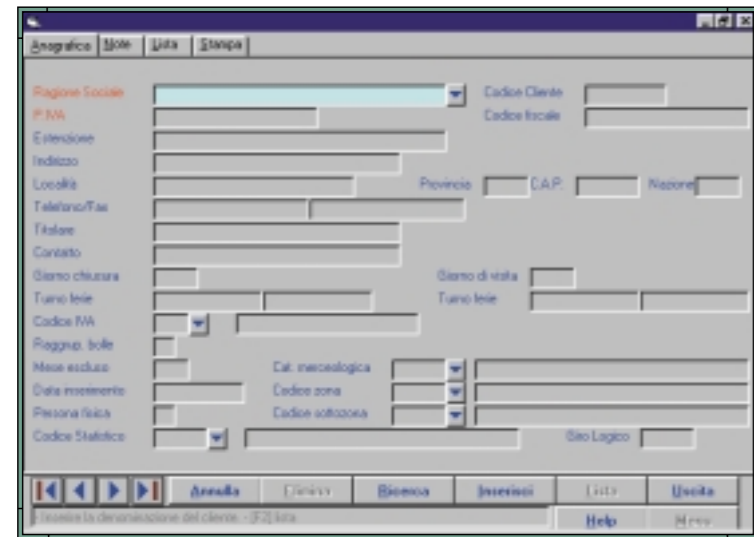 Anagrafica Note Lista Stampa
Ragione Sociale Codice Cliente
P.IVA Codice fiscale
Estensione
Indirizzo
Località Provincia C.A.P. Nazione
Telefono/Fax
Titolare
Contatto
Giorno chiusura Giorno di visita
Turno ferie Turno ferie
Codice IVA
Raggrup. bolle
Mese escluso Cat. merceologica
Data inserimento Codice zona
Persona fisica Codice sottozona
Codice Statistico Giro Logico
Annulla Elimina Ricerca Inserisci Lista Uscita
Inserire la denominazione del cliente. - [F2] lista Help Menu